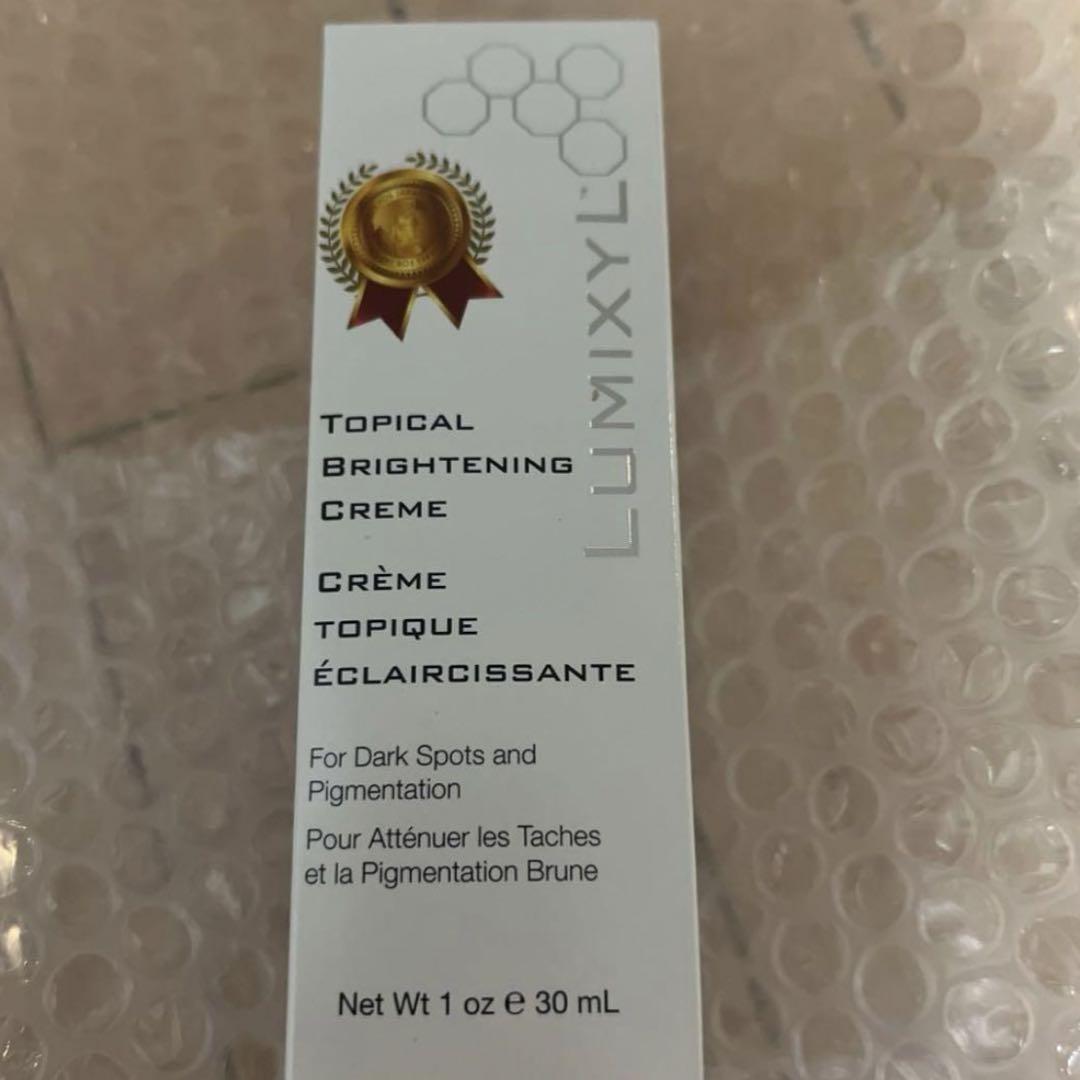 LUMIXYL
TOPICAL
BRIGHTENING
CREME
CRÈME
TOPIQUE
ÉCLAIRCISSANTE
For Dark Spots and
Pigmentation
Pour Atténuer les Taches
et la Pigmentation Brune
Net Wt 1 oz e 30 mL